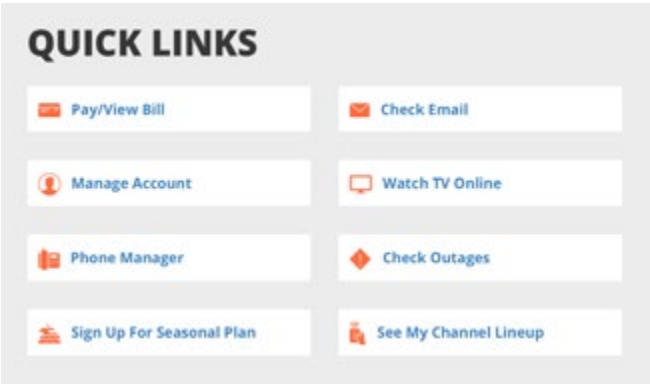 QUICK LINKS
Pay/View Bill
Check Email
Manage Account
Watch TV Online
Phone Manager
Check Outages
Sign Up For Seasonal Plan
See My Channel Lineup